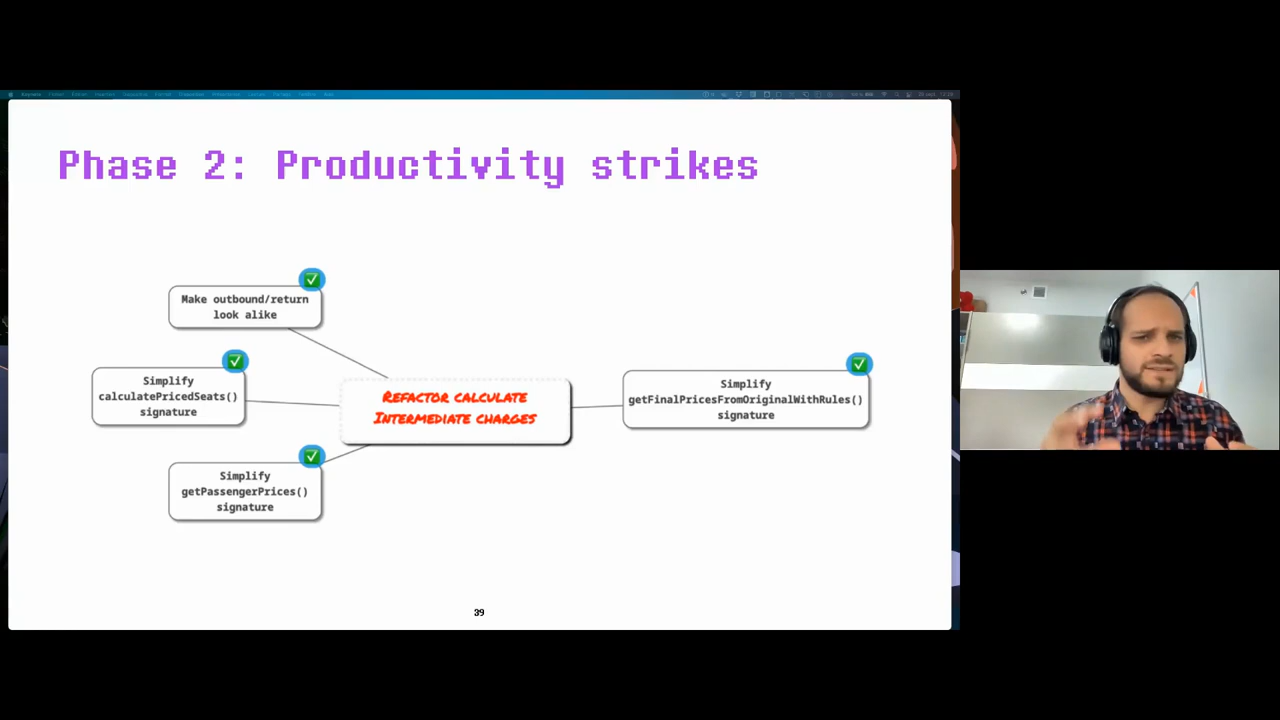 Phase 2: Productivity strikes
Make outbound/return
look alike
Simplify
calculatePricedSeats()
signature
Refactor calculate
Intermediate charges
Simplify
getFinalPricesFromOriginalWithRules()
signature
Simplify
getPassengerPrices()
signature
39